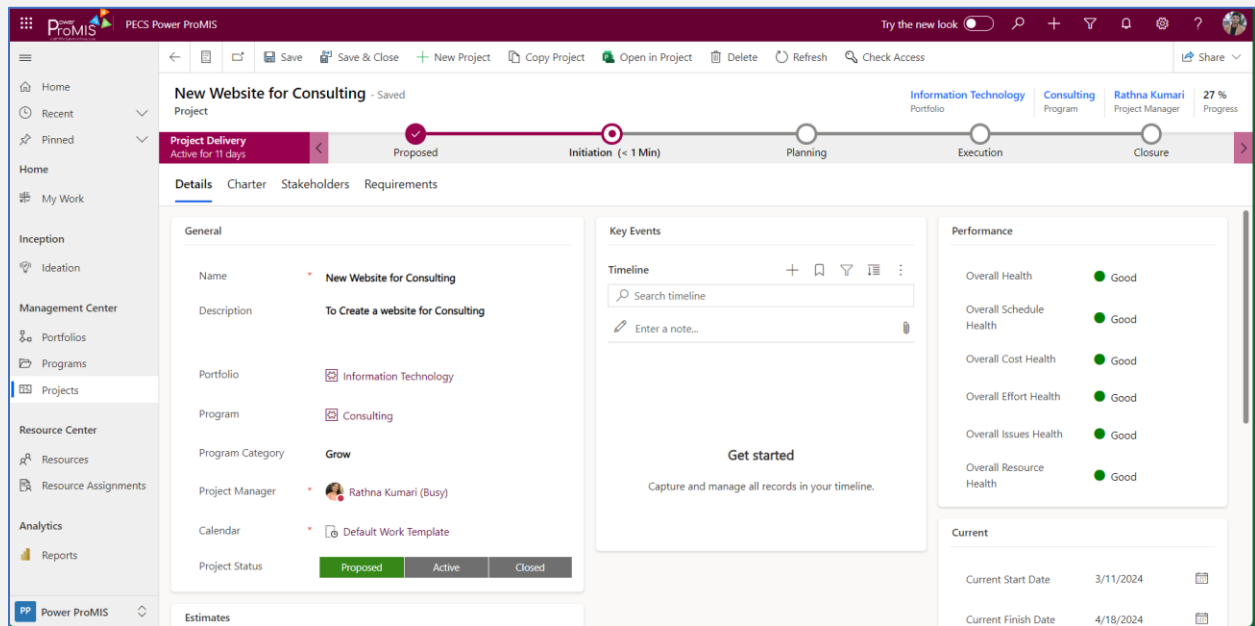 Power ProMIS PECS Power ProMIS Try the new look
Save Save & Close New Project Copy Project Open in Project Delete Refresh Check Access Share
Home
Recent
Pinned
Home
My Work
Inception
Ideation
Management Center
Portfolios
Programs
Projects
Resource Center
Resources
Resource Assignments
Analytics
Reports
PP Power ProMIS
New Website for Consulting - Saved
Project
Information Technology
Portfolio
Consulting
Program
Rathna Kumari
Project Manager
27 %
Progress
Project Delivery
Active for 11 days
Proposed
Initiation (< 1 Min)
Planning
Execution
Closure
Details Charter Stakeholders Requirements
General
Name * New Website for Consulting
Description To Create a website for Consulting
Portfolio Information Technology
Program Consulting
Program Category Grow
Project Manager * Rathna Kumari (Busy)
Calendar * Default Work Template
Project Status Proposed Active Closed
Estimates
Key Events
Timeline
Search timeline
Enter a note...
Get started
Capture and manage all records in your timeline.
Performance
Overall Health Good
Overall Schedule
Health Good
Overall Cost Health Good
Overall Effort Health Good
Overall Issues Health Good
Overall Resource
Health Good
Current
Current Start Date 3/11/2024
Current Finish Date 4/18/2024